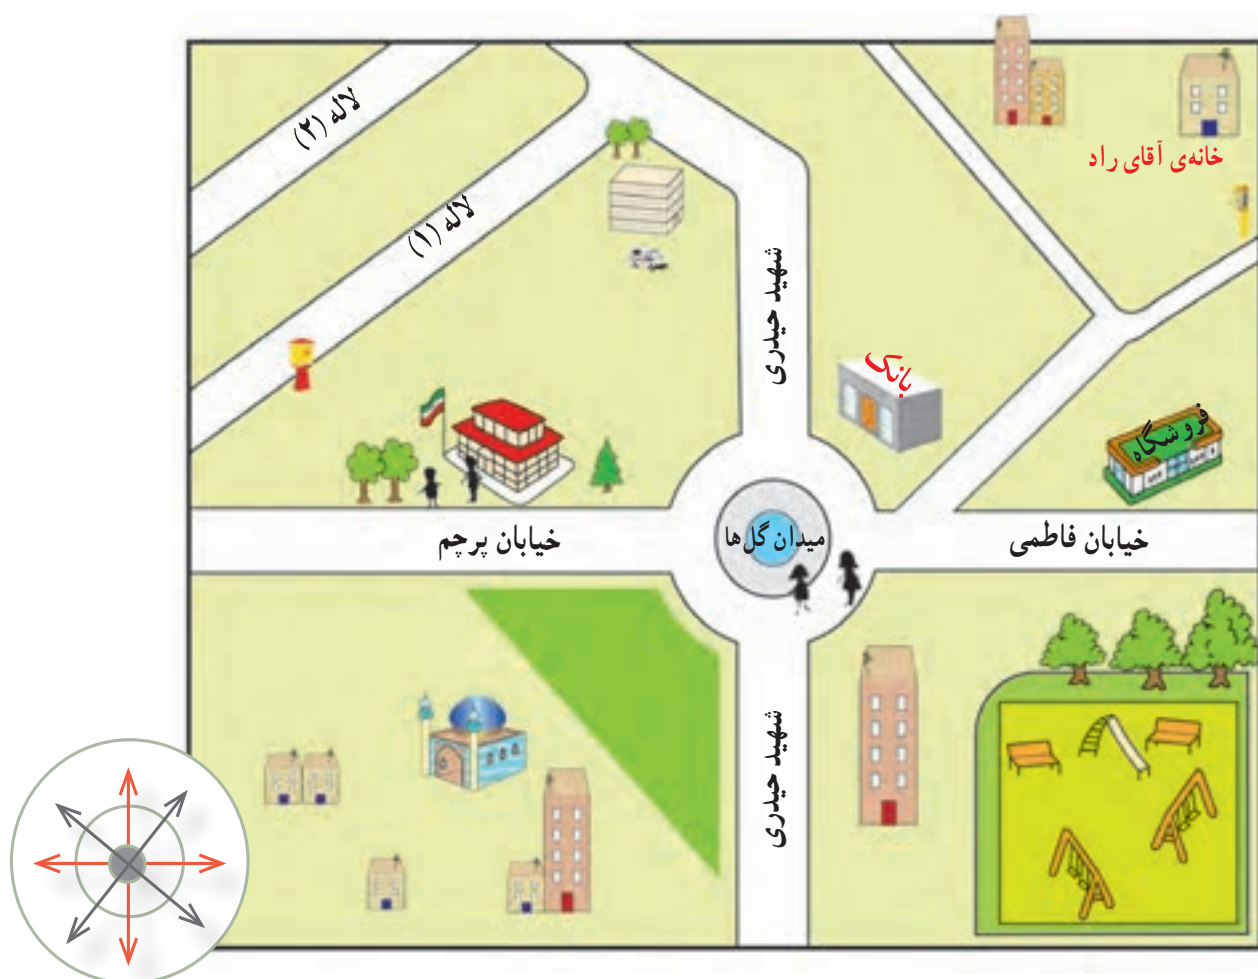 لاله (۲)
خانه‌ی آقای راد
لاله (۱)
شهید حیدری
بانک
فروشگاه
خیابان فاطمی
میدان گل‌ها
خیابان پرچم
شهید حیدری